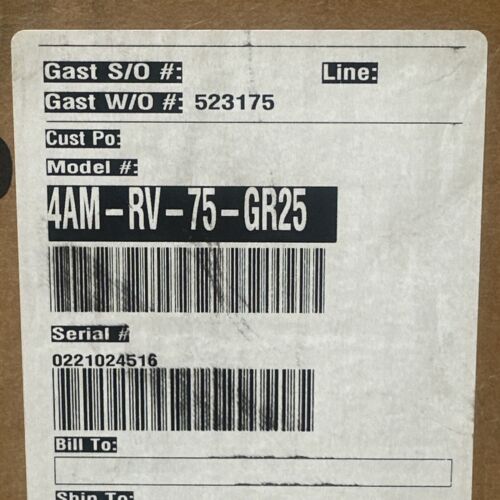 Gast S/O #: Line:
Gast W/O #: 523175
Cust Po:
Model #:
4AM-RV-75-GR25
Serial #
0221024516
Bill To:
Ship To: